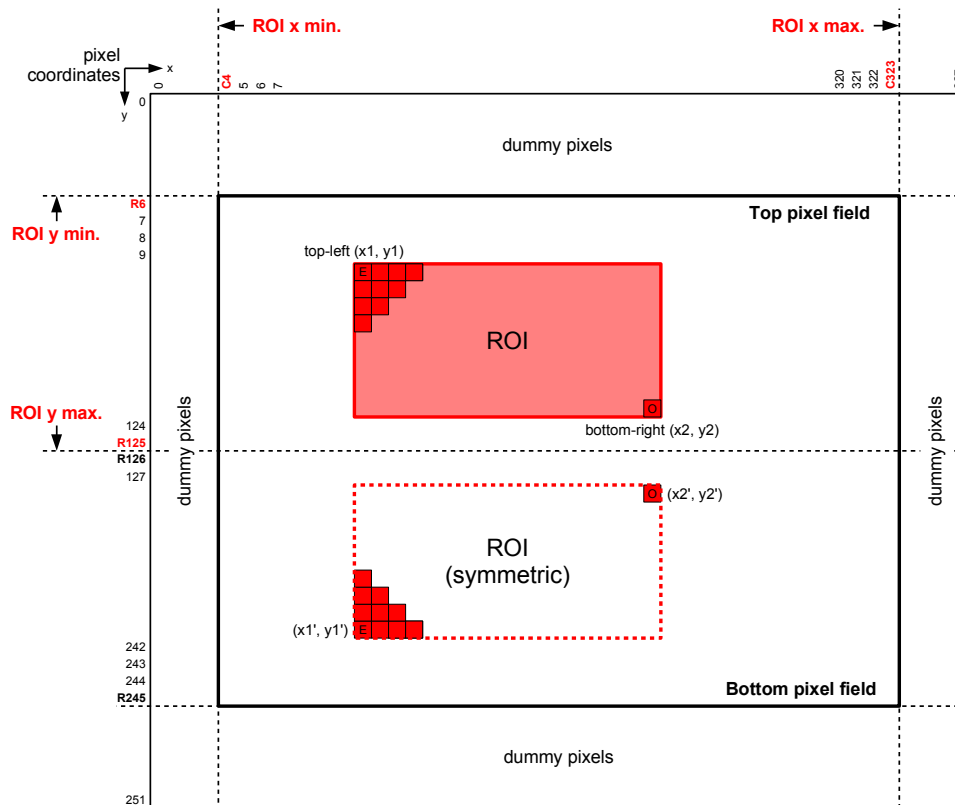 ROI x min.
ROI x max.
pixel
coordinates
x
y
0
C4
5
6
7
320
321
322
C323
0
dummy pixels
R6
7
8
9
ROI y min.
Top pixel field
top-left (x1, y1)
E
ROI
O
bottom-right (x2, y2)
ROI y max.
124
R125
R126
127
dummy pixels
dummy pixels
O
(x2', y2')
ROI
(symmetric)
(x1', y1')
E
242
243
244
R245
Bottom pixel field
dummy pixels
251